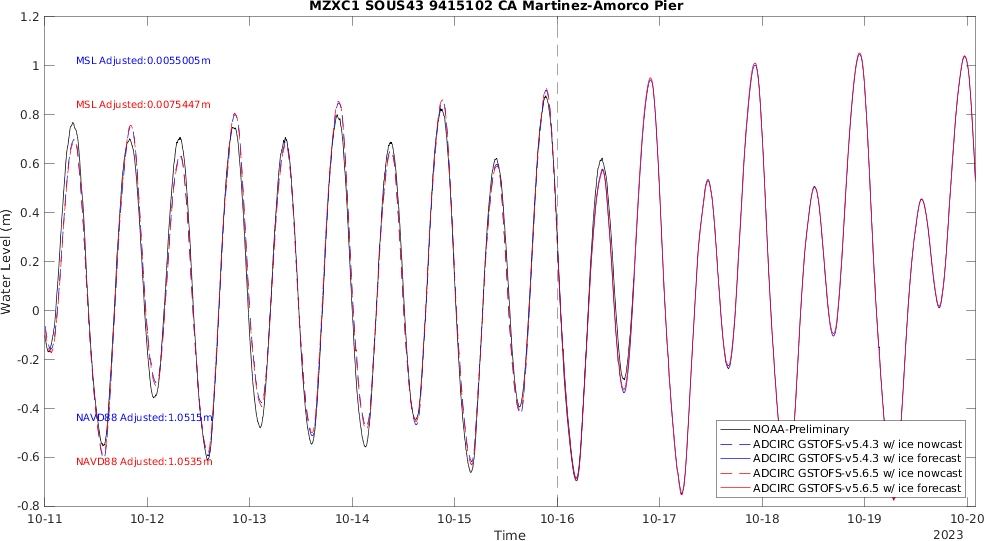 MZXC1 SOUS43 9415102 CA Martinez-Amorco Pier
1.2
1
0.8
0.6
0.4
0.2
0
-0.2
-0.4
-0.6
-0.8
Water Level (m)
MSL Adjusted:0.0055005m
MSL Adjusted:0.0075447m
NAVD88 Adjusted:1.0515m
NAVD88 Adjusted:1.0535m
NOAA-Preliminary
ADCIRC GSTOFS-v5.4.3 w/ ice nowcast
ADCIRC GSTOFS-v5.4.3 w/ ice forecast
ADCIRC GSTOFS-v5.6.5 w/ ice nowcast
ADCIRC GSTOFS-v5.6.5 w/ ice forecast
10-11 10-12 10-13 10-14 10-15 10-16 10-17 10-18 10-19 10-20
Time
2023